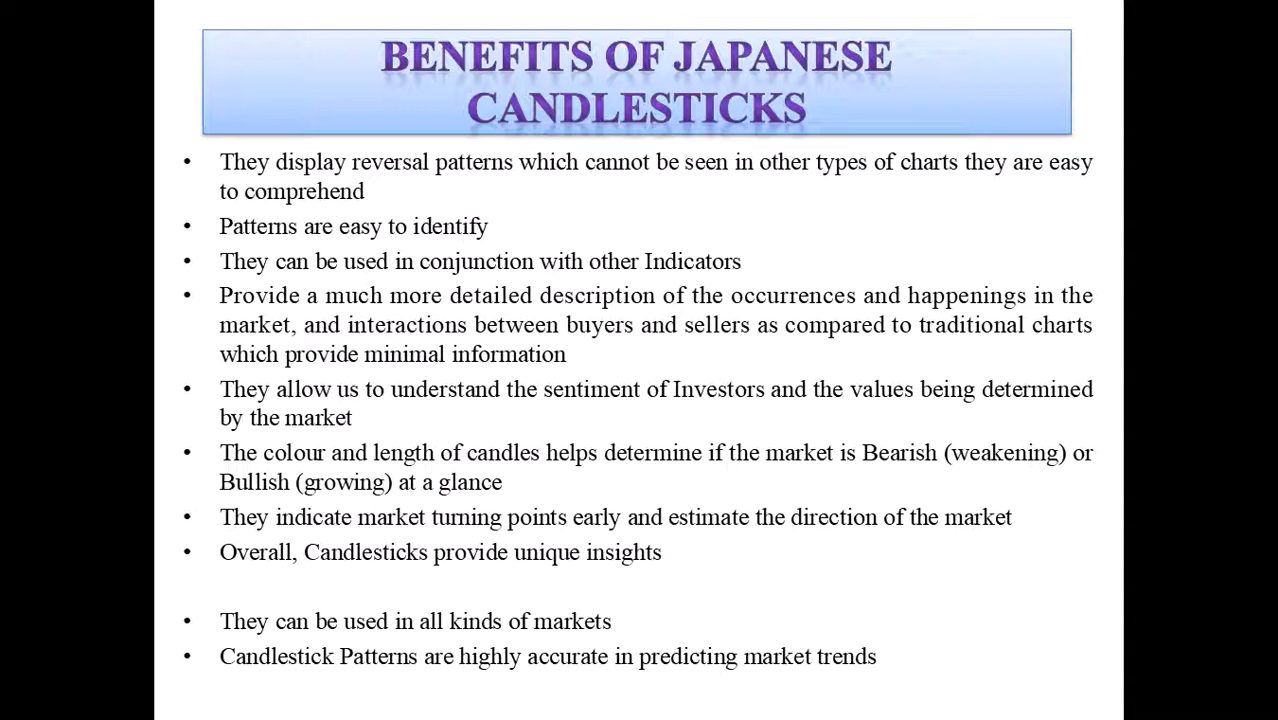 BENEFITS OF JAPANESE
CANDLESTICKS
• They display reversal patterns which cannot be seen in other types of charts they are easy
to comprehend
• Patterns are easy to identify
• They can be used in conjunction with other Indicators
• Provide a much more detailed description of the occurrences and happenings in the
market, and interactions between buyers and sellers as compared to traditional charts
which provide minimal information
• They allow us to understand the sentiment of Investors and the values being determined
by the market
• The colour and length of candles helps determine if the market is Bearish (weakening) or
Bullish (growing) at a glance
• They indicate market turning points early and estimate the direction of the market
• Overall, Candlesticks provide unique insights
• They can be used in all kinds of markets
• Candlestick Patterns are highly accurate in predicting market trends